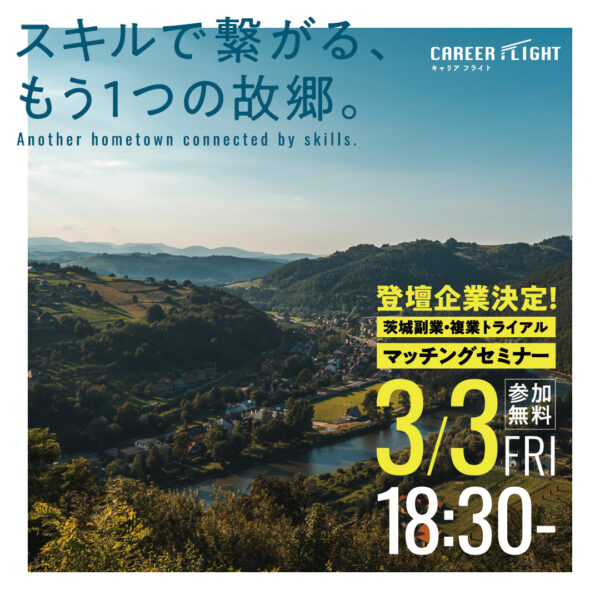 スキルで繋がる、
もう1つの故郷。
Another hometown connected by skills.
CAREER FLIGHT
キャリア フライト
登壇企業決定!
茨城副業・複業トライアル
マッチングセミナー
3/3
参加
無料
FRI
18:30-